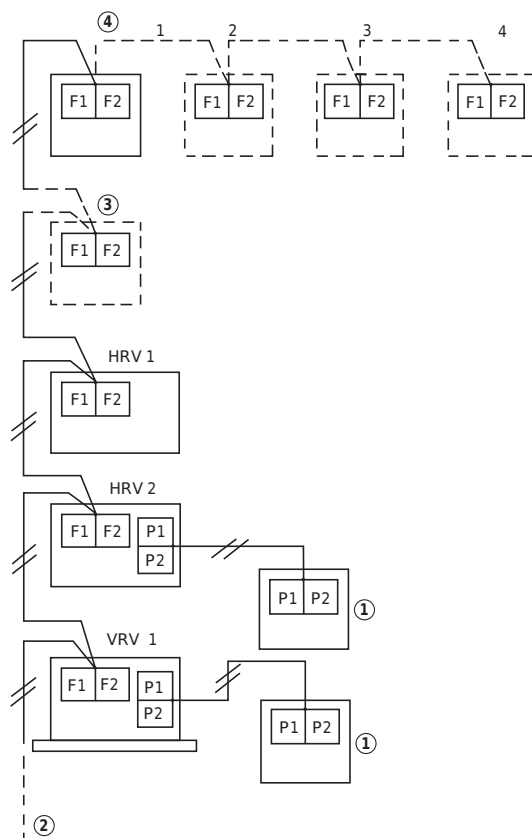 ④ 1 2 3 4
F1 F2 F1 F2 F1 F2 F1 F2
③
F1 F2
HRV 1
F1 F2
HRV 2
F1 F2 P1
P2
P1 P2 ①
VRV 1
F1 F2 P1
P2
P1 P2 ①
②